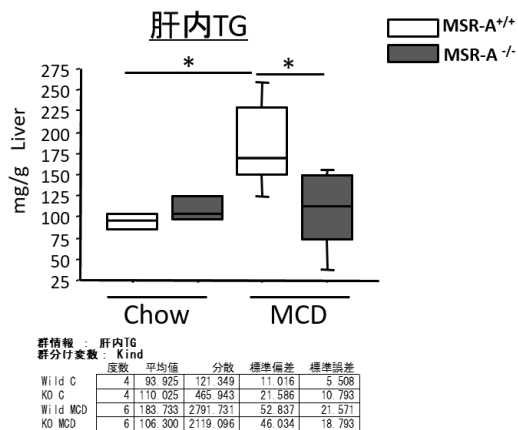 肝内TG
MSR-A+/+
MSR-A -/-
* *
mg/g Liver
275
250
225
200
175
150
125
100
75
50
25
Chow MCD
群情報 : 肝内TG
群分け変数 : Kind
度数 平均値 分散 標準偏差 標準誤差
Wild C 4 93.925 121.349 11.016 5.508
KO C 4 110.025 465.943 21.586 10.793
Wild MCD 6 183.733 2791.731 52.837 21.571
KO MCD 6 106.300 2119.096 46.034 18.793